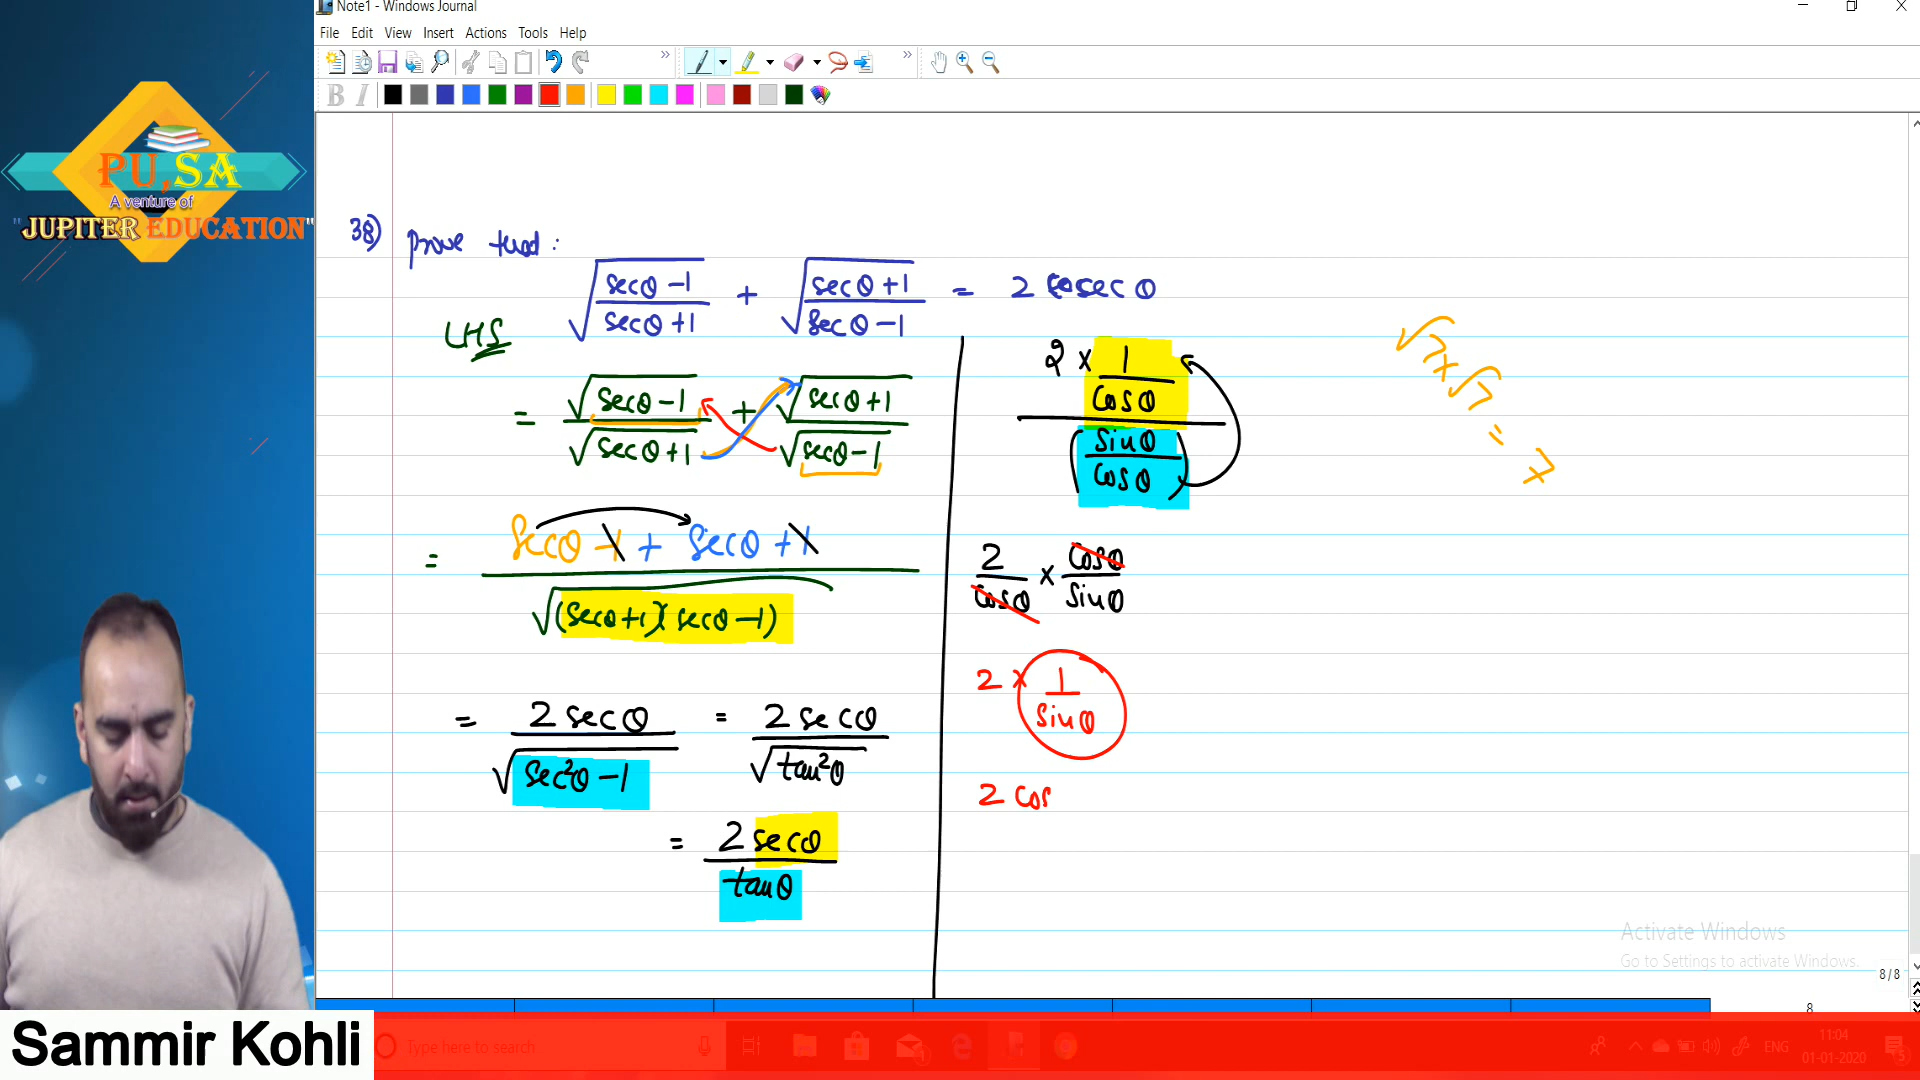 Note1 - Windows Journal
File Edit View Insert Actions Tools Help
B I
PU,SA
A venture of
"JUPITER EDUCATION"
38) Prove that :
√(secθ -1)/(secθ +1) + √(secθ +1)/(secθ -1) = 2 cosec θ
LHS
= √(secθ -1)/√(secθ +1) + √(secθ +1)/√(secθ -1)
= (Secθ -1 + secθ +1)/√((secθ+1)(secθ -1))
= 2 secθ/√(sec²θ -1) = 2 secθ/√(tan²θ)
= 2 secθ/tanθ
2 × (1/cosθ)/(sinθ/cosθ)
2/cosθ × cosθ/sinθ
2 × 1/sinθ
2 cos
√7 × √7 = 7
Activate Windows
Go to Settings to activate Windows.
8/8
8
Sammir Kohli
Type here to search
ENG
11:04
01-01-2020
5